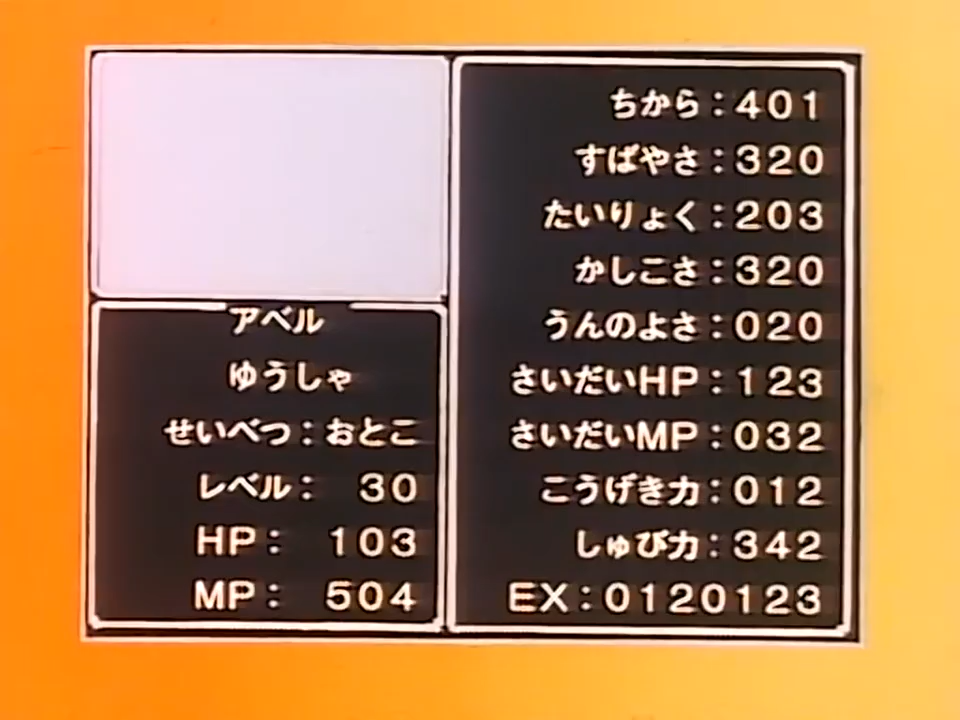 アベル
ゆうしゃ
せいべつ：おとこ
レベル： 30
HP： 103
MP： 504
ちから：401
すばやさ：320
たいりょく：203
かしこさ：320
うんのよさ：020
さいだいHP：123
さいだいMP：032
こうげき力：012
しゅび力：342
EX：0120123